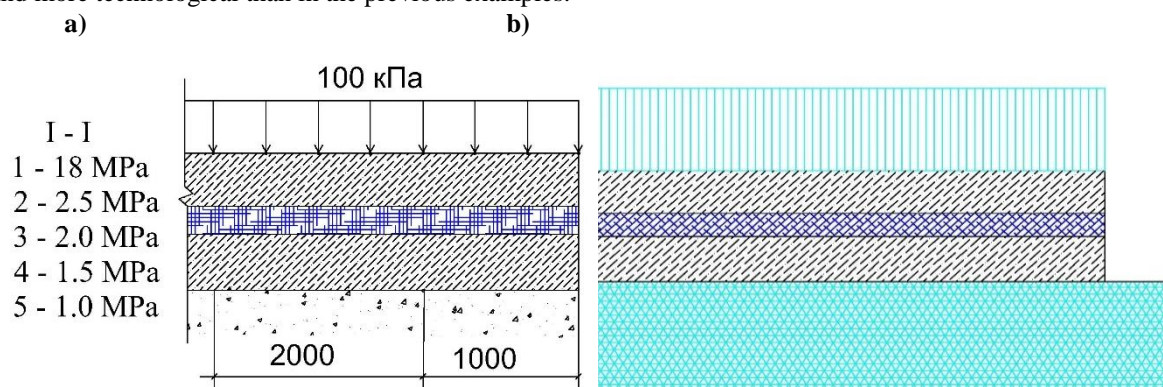 and more technological than in the previous examples.
a)
b)
100 кПа
I - I
1 - 18 MPa
2 - 2.5 MPa
3 - 2.0 MPa
4 - 1.5 MPa
5 - 1.0 MPa
2000
1000